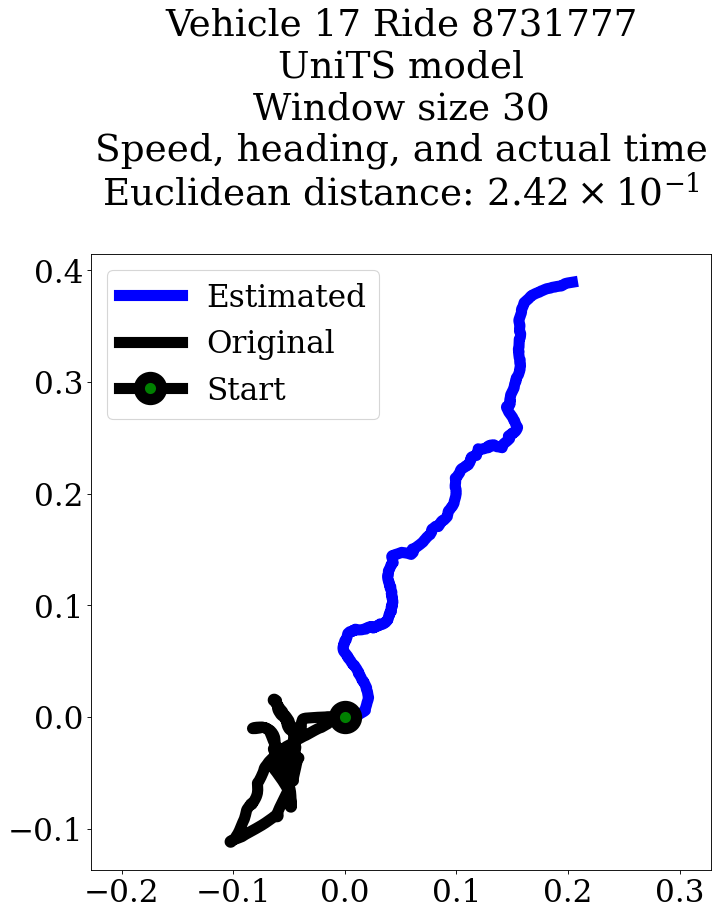 Vehicle 17 Ride 8731777
UniTS model
Window size 30
Speed, heading, and actual time
Euclidean distance: 2.42 × 10⁻¹
Estimated
Original
Start
0.4
0.3
0.2
0.1
0.0
−0.1
−0.2 −0.1 0.0 0.1 0.2 0.3